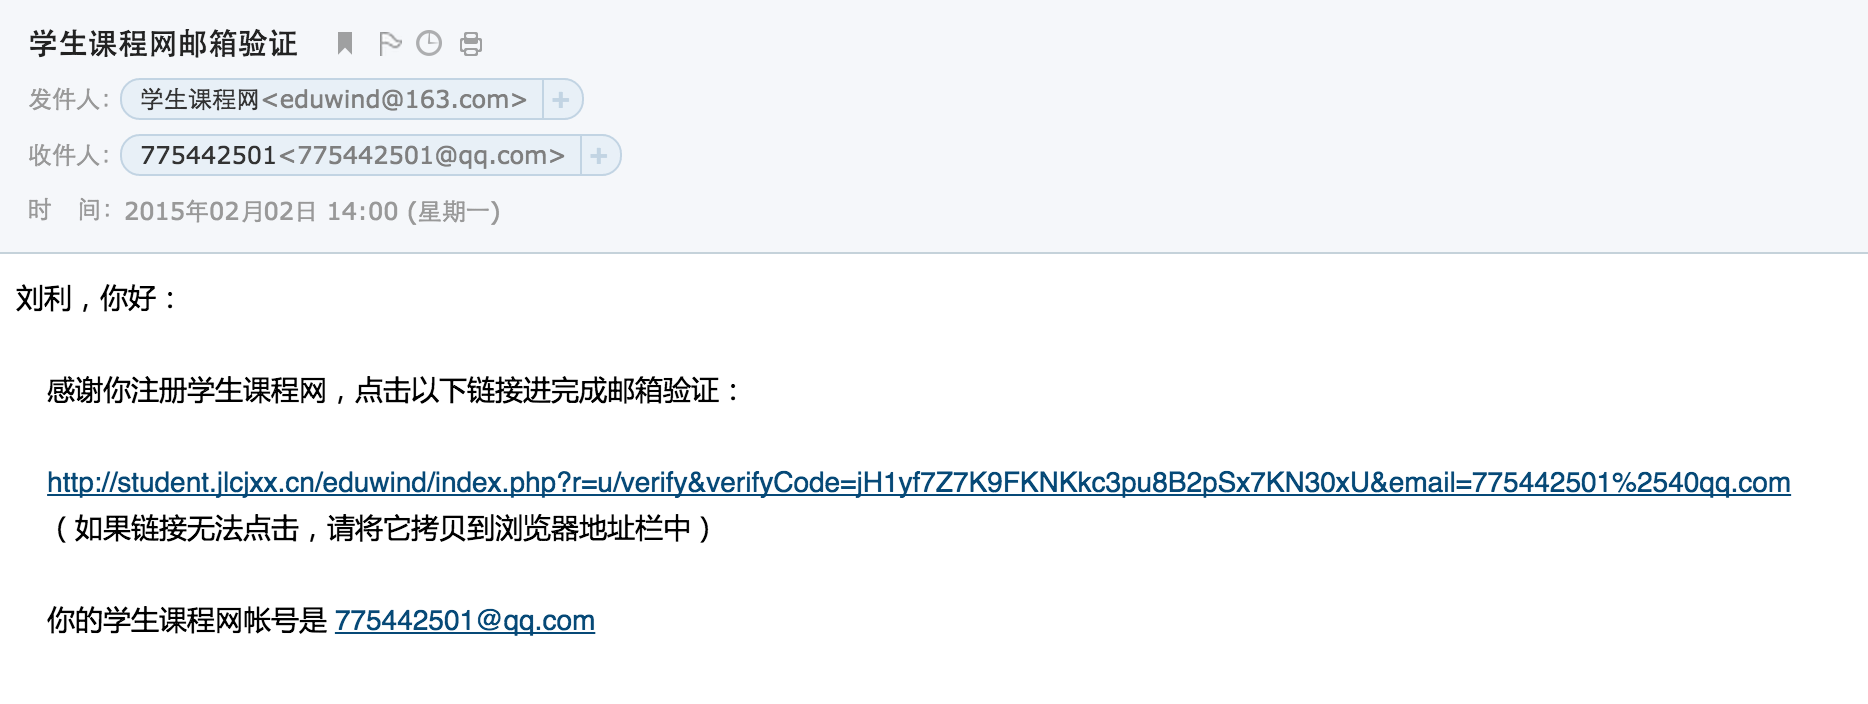 学生课程网邮箱验证
发件人：学生课程网<eduwind@163.com> +
收件人：775442501<775442501@qq.com> +
时　间：2015年02月02日 14:00 (星期一)
刘利，你好：
感谢你注册学生课程网，点击以下链接进完成邮箱验证：
http://student.jlcjxx.cn/eduwind/index.php?r=u/verify&verifyCode=jH1yf7Z7K9FKNKkc3pu8B2pSx7KN30xU&email=775442501%2540qq.com
（如果链接无法点击，请将它拷贝到浏览器地址栏中）
你的学生课程网帐号是 775442501@qq.com